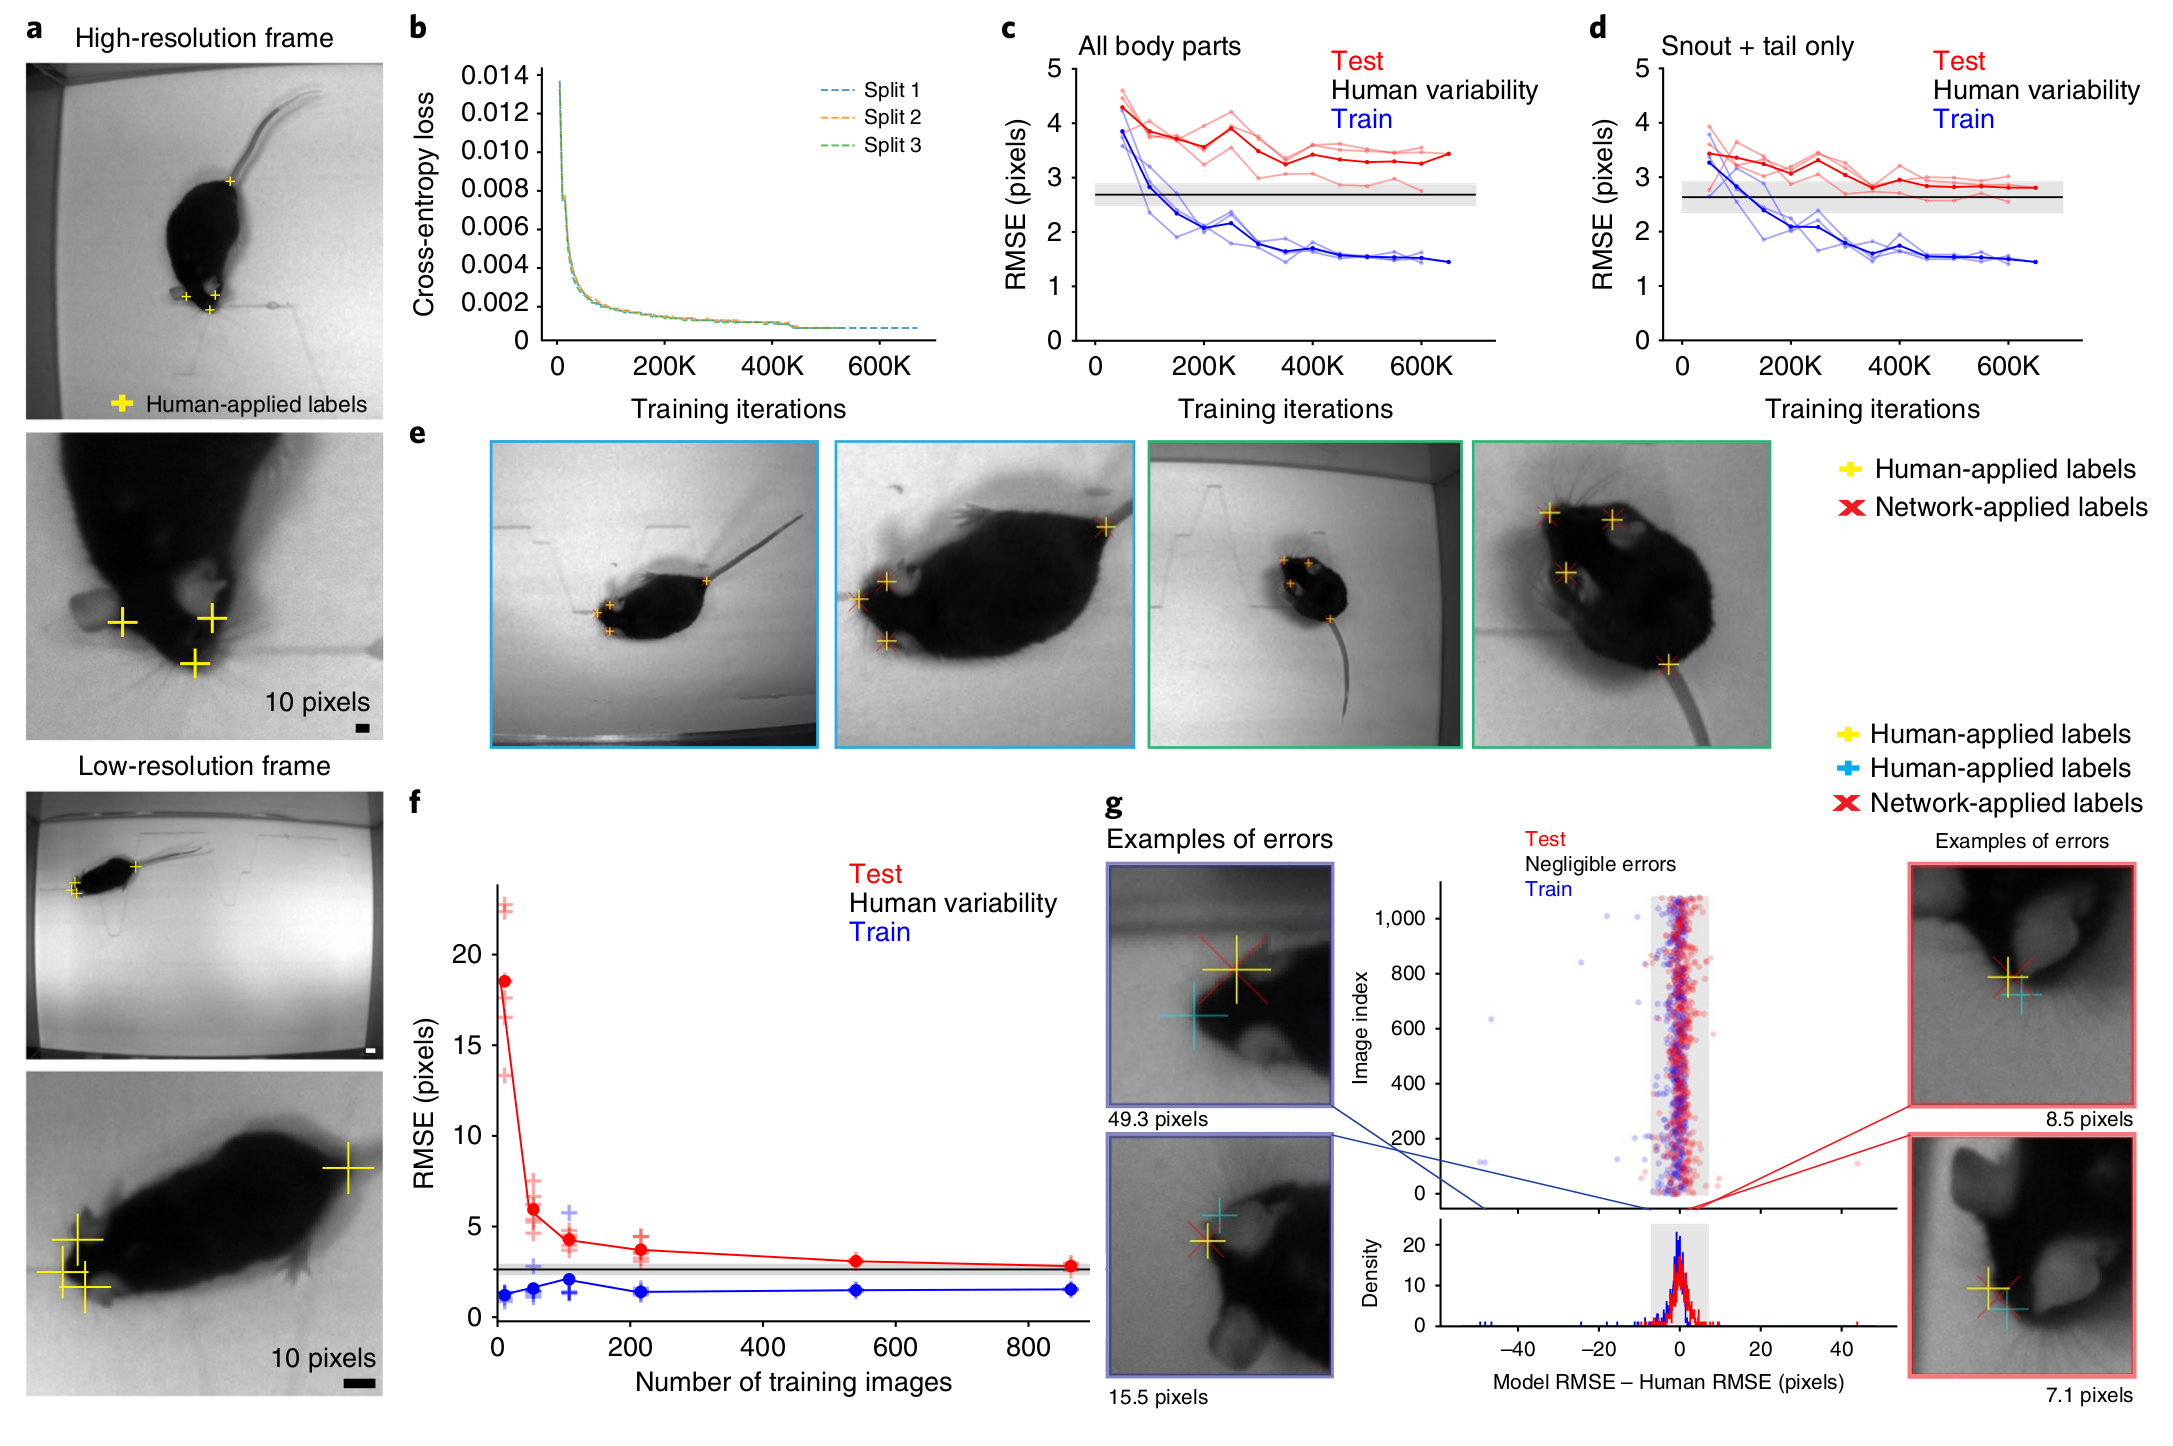 a
High-resolution frame
Human-applied labels
10 pixels
Low-resolution frame
10 pixels
b
Cross-entropy loss
0.014
0.012
0.010
0.008
0.006
0.004
0.002
0
Split 1
Split 2
Split 3
0 200K 400K 600K
Training iterations
c
All body parts
Test
Human variability
Train
RMSE (pixels)
5
4
3
2
1
0
0 200K 400K 600K
Training iterations
d
Snout + tail only
Test
Human variability
Train
RMSE (pixels)
5
4
3
2
1
0
0 200K 400K 600K
Training iterations
e
Human-applied labels
Network-applied labels
f
Test
Human variability
Train
RMSE (pixels)
20
15
10
5
0
0 200 400 600 800
Number of training images
g
Human-applied labels
Human-applied labels
Network-applied labels
Examples of errors
49.3 pixels
15.5 pixels
Test
Negligible errors
Train
Image index
1,000
800
600
400
200
0
Density
20
10
0
–40 –20 0 20 40
Model RMSE – Human RMSE (pixels)
Examples of errors
8.5 pixels
7.1 pixels